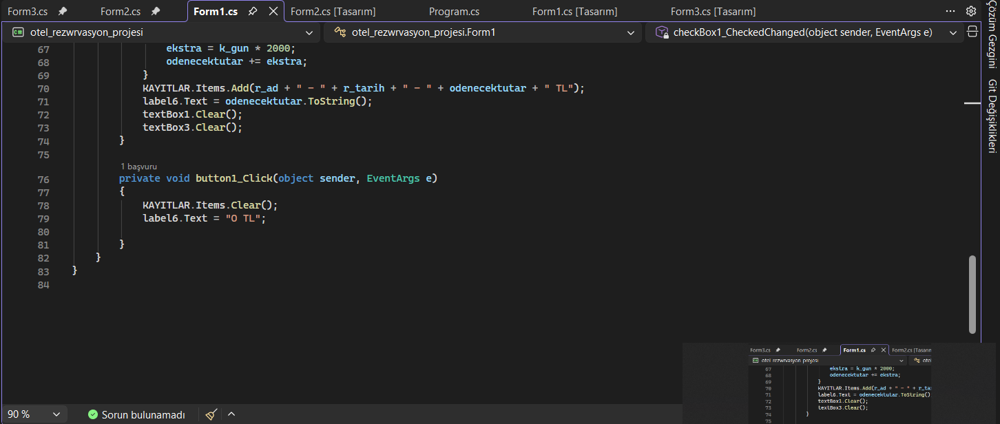 Form3.cs Form2.cs Form1.cs Form2.cs [Tasarım] Program.cs Form1.cs [Tasarım] Form3.cs [Tasarım]
C# otel_rezwrvasyon_projesi otel_rezwrvasyon_projesi.Form1 checkBox1_CheckedChanged(object sender, EventArgs e)
67 ekstra = k_gun * 2000;
68 odenecektutar += ekstra;
69 }
70 KAYITLAR.Items.Add(r_ad + " - " + r_tarih + " - " + odenecektutar + " TL");
71 label6.Text = odenecektutar.ToString();
72 textBox1.Clear();
73 textBox3.Clear();
74 }
75
1 başvuru
76 private void button1_Click(object sender, EventArgs e)
77 {
78 KAYITLAR.Items.Clear();
79 label6.Text = "O TL";
80
81 }
82 }
83 }
84
Çözüm Gezgini
Git Değişiklikleri
90 % Sorun bulunamadı
Form3.cs Form2.cs Form1.cs Form2.cs [Tasarım
C# otel_rezwrvasyon_projesi otel
67 ekstra = k_gun * 2000;
68 odenecektutar += ekstra;
69 }
70 KAYITLAR.Items.Add(r_ad + " - " + r_ta
71 label6.Text = odenecektutar.ToString()
72 textBox1.Clear();
73 textBox3.Clear();
74 }
75